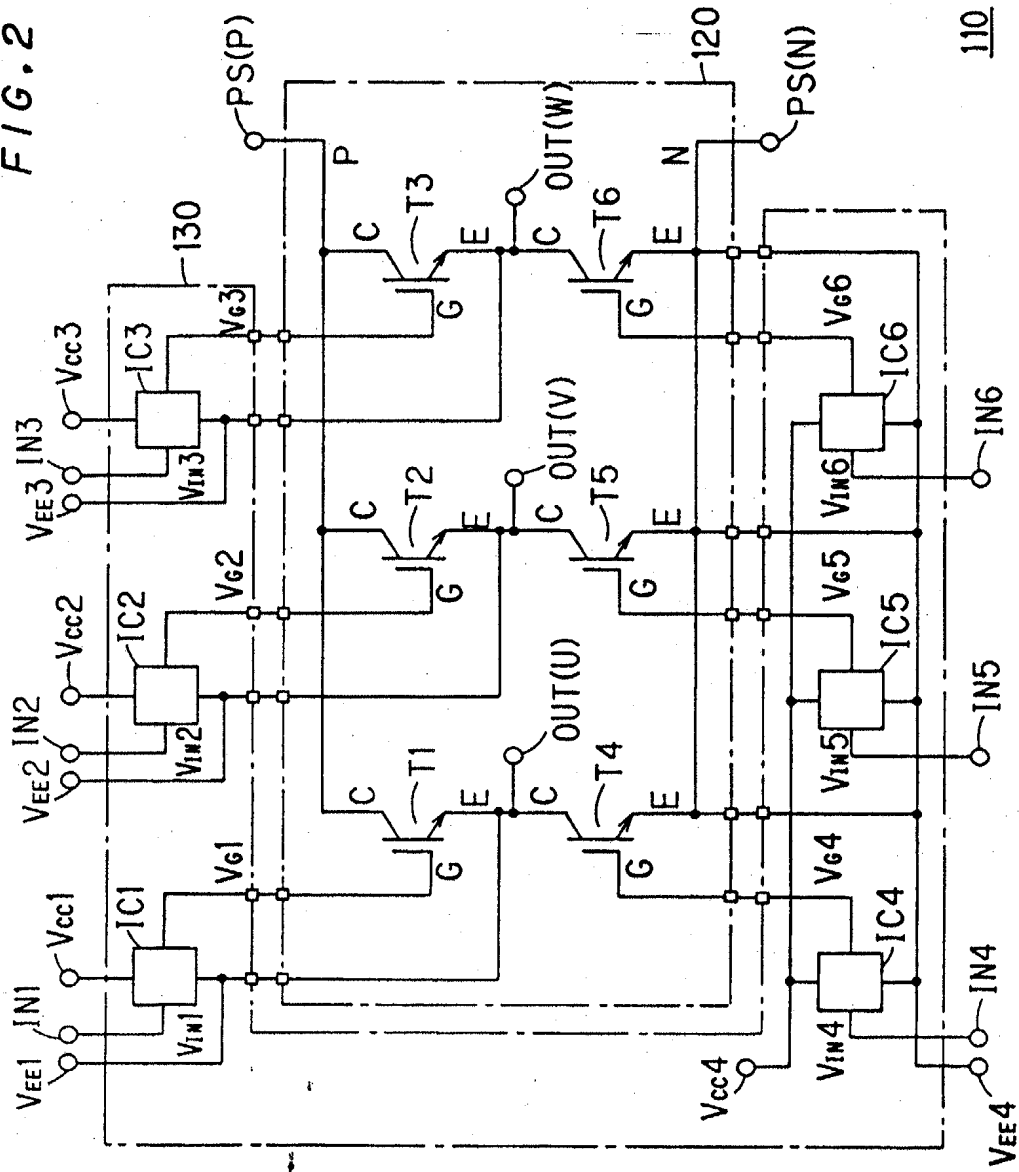 FIG.2
PS(P)
130
120
PS(N)
110
VEE1
IN1
Vcc1
IC1
VIN1
VG1
VEE2
IN2
Vcc2
IC2
VIN2
VG2
VEE3
IN3
Vcc3
IC3
VIN3
VG3
P
C
T1
G
E
C
T2
G
E
C
T3
G
E
OUT(U)
OUT(V)
OUT(W)
C
T4
G
E
C
T5
G
E
C
T6
G
E
N
Vcc4
VIN4
VG4
IC4
VIN5
VG5
IC5
VIN6
VG6
IC6
VEE4
IN4
IN5
IN6